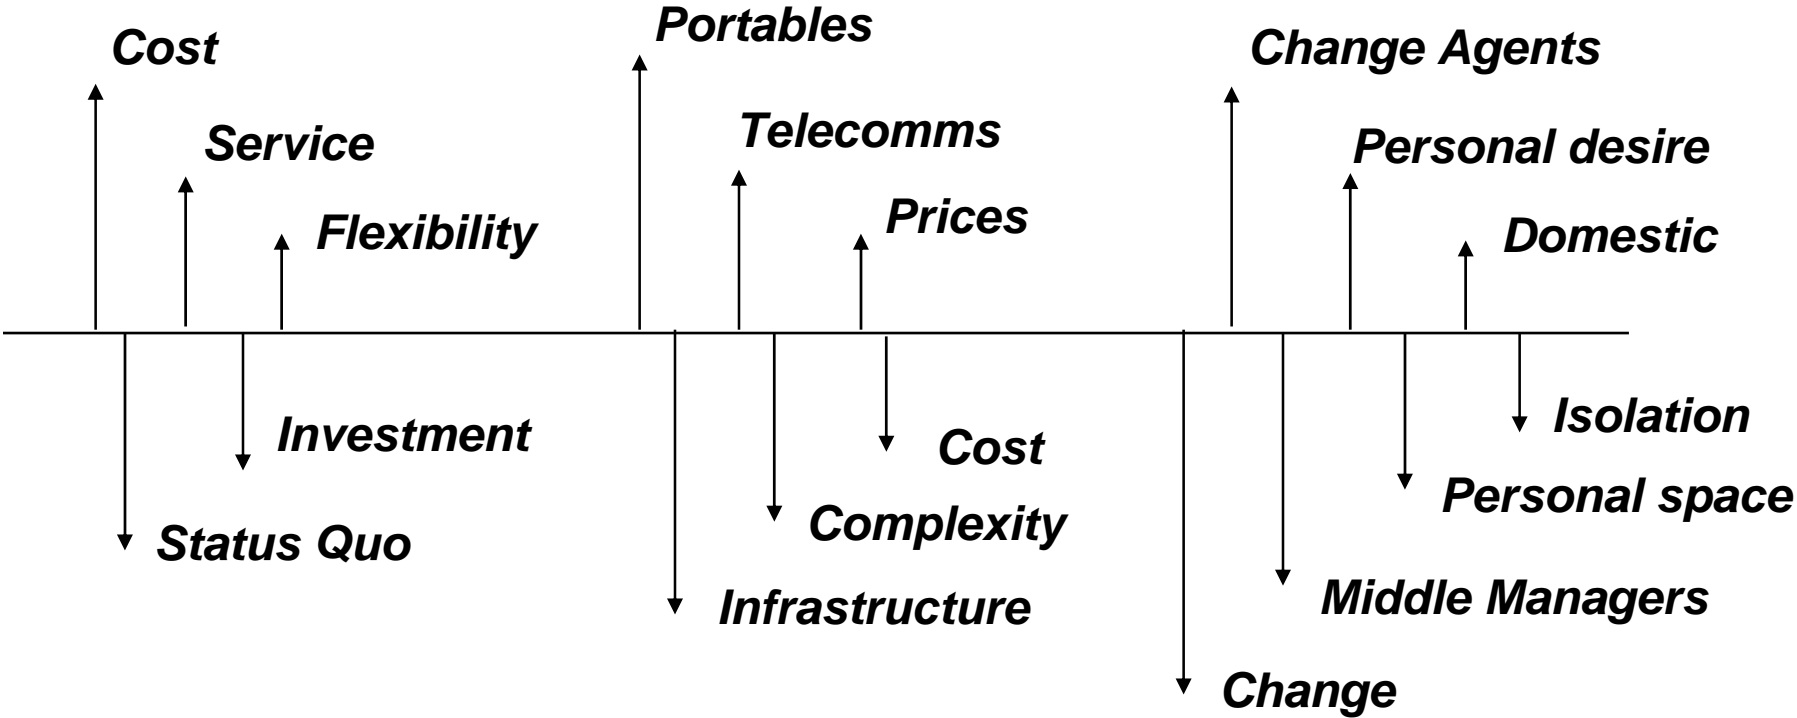 Cost
Service
Flexibility
Investment
Status Quo
Portables
Telecomms
Prices
Cost
Complexity
Infrastructure
Change Agents
Personal desire
Domestic
Isolation
Personal space
Middle Managers
Change